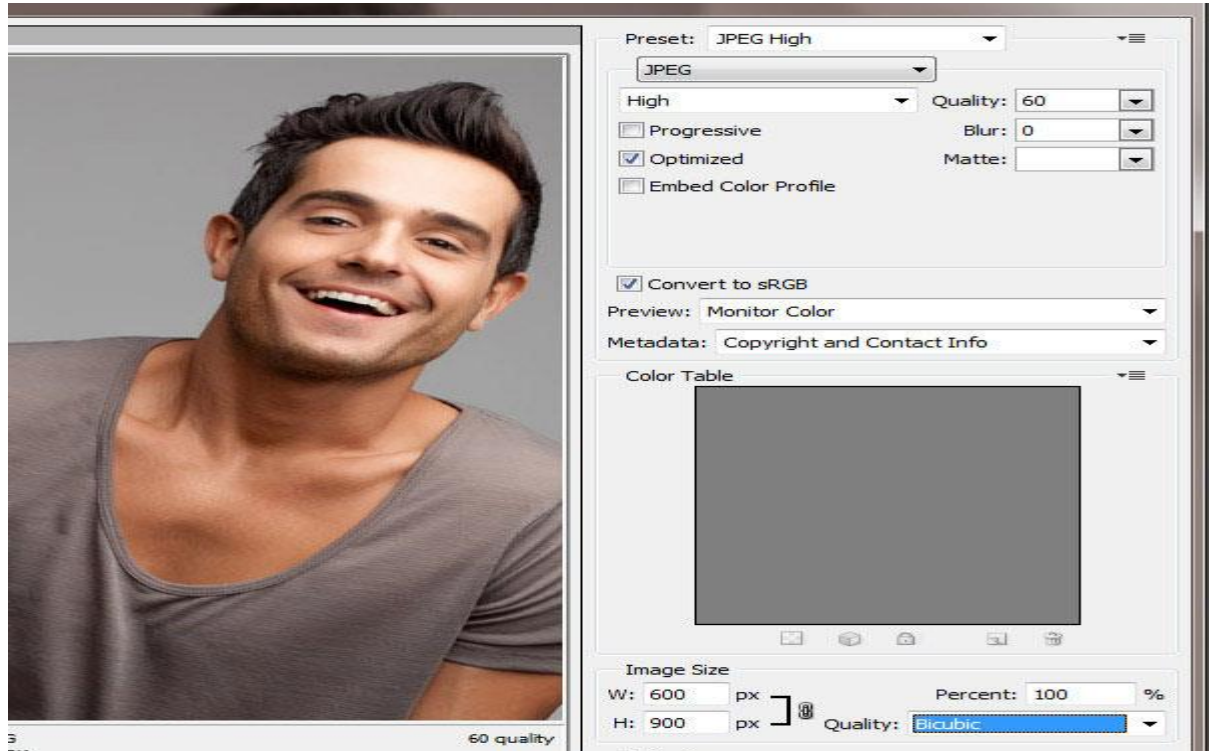 Preset: JPEG High
JPEG
High Quality: 60
Progressive Blur: 0
Optimized Matte:
Embed Color Profile
Convert to sRGB
Preview: Monitor Color
Metadata: Copyright and Contact Info
Color Table
Image Size
W: 600 px Percent: 100 %
H: 900 px Quality: Bicubic
60 quality